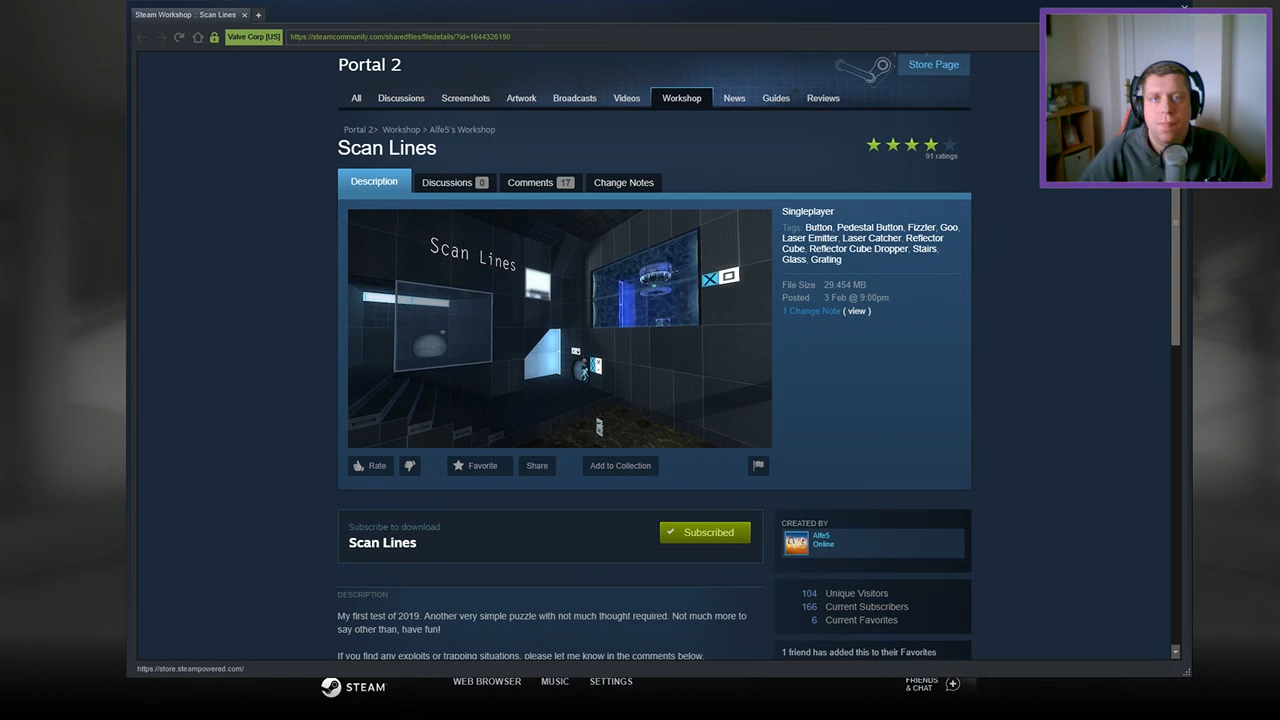 Steam Workshop :: Scan Lines
Valve Corp [US]
https://steamcommunity.com/sharedfiles/filedetails/?id=1644326190
Portal 2
Store Page
All Discussions Screenshots Artwork Broadcasts Videos Workshop News Guides Reviews
Portal 2> Workshop > Alfe5's Workshop
Scan Lines
91 ratings
Description Discussions 0 Comments 17 Change Notes
Scan Lines
Singleplayer
Tags: Button, Pedestal Button, Fizzler, Goo,
Laser Emitter, Laser Catcher, Reflector
Cube, Reflector Cube Dropper, Stairs,
Glass, Grating
File Size 29.454 MB
Posted 3 Feb @ 9:00pm
1 Change Note ( view )
Rate Favorite Share Add to Collection
Subscribe to download
Scan Lines
Subscribed
CREATED BY
Alfe5
Online
DESCRIPTION
My first test of 2019. Another very simple puzzle with not much thought required. Not much more to
say other than, have fun!
If you find any exploits or trapping situations, please let me know in the comments below.
104 Unique Visitors
166 Current Subscribers
6 Current Favorites
1 friend has added this to their Favorites
https://store.steampowered.com/
STEAM
WEB BROWSER MUSIC SETTINGS
FRIENDS
& CHAT